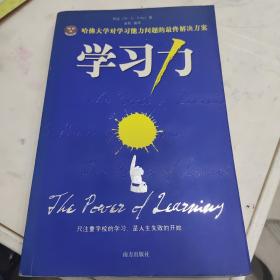 哈佛大学对学习能力问题的最终解决方案
学习力
The Power of Learning
只注重学校的学习，是人生失败的开始
南方出版社